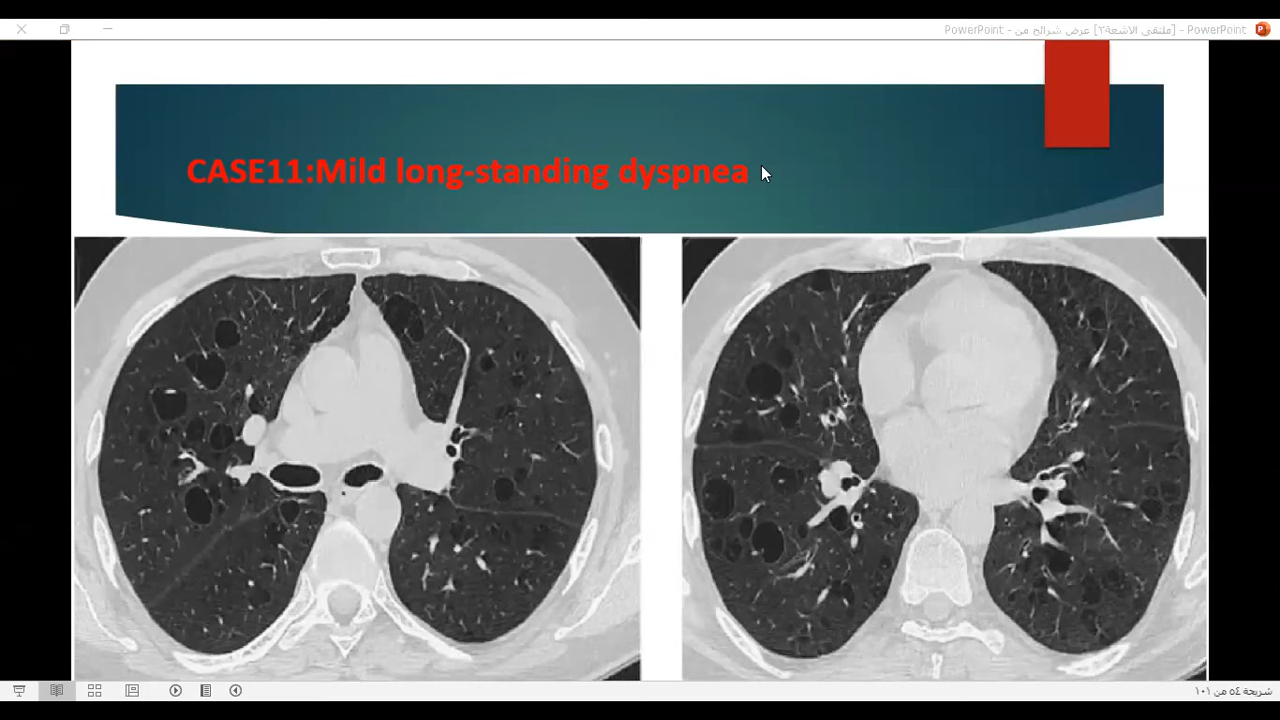 PowerPoint - [ملتقى الاشعة٢] عرض شرائح من - PowerPoint
CASE11:Mild long-standing dyspnea
شريحة ٥٤ من ١٠١